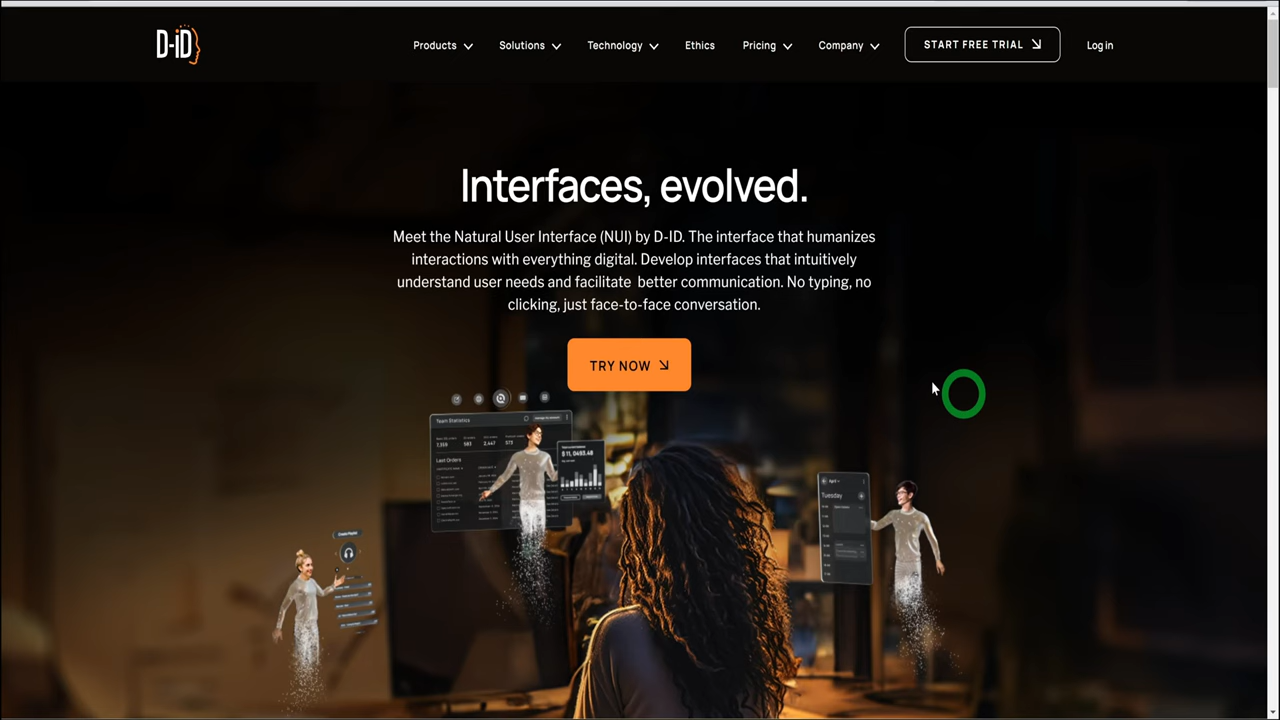 D-iD
Products
Solutions
Technology
Ethics
Pricing
Company
START FREE TRIAL
Log in
Interfaces, evolved.
Meet the Natural User Interface (NUI) by D-ID. The interface that humanizes
interactions with everything digital. Develop interfaces that intuitively
understand user needs and facilitate better communication. No typing, no
clicking, just face-to-face conversation.
TRY NOW
Team Statistics
Last Orders
Tuesday